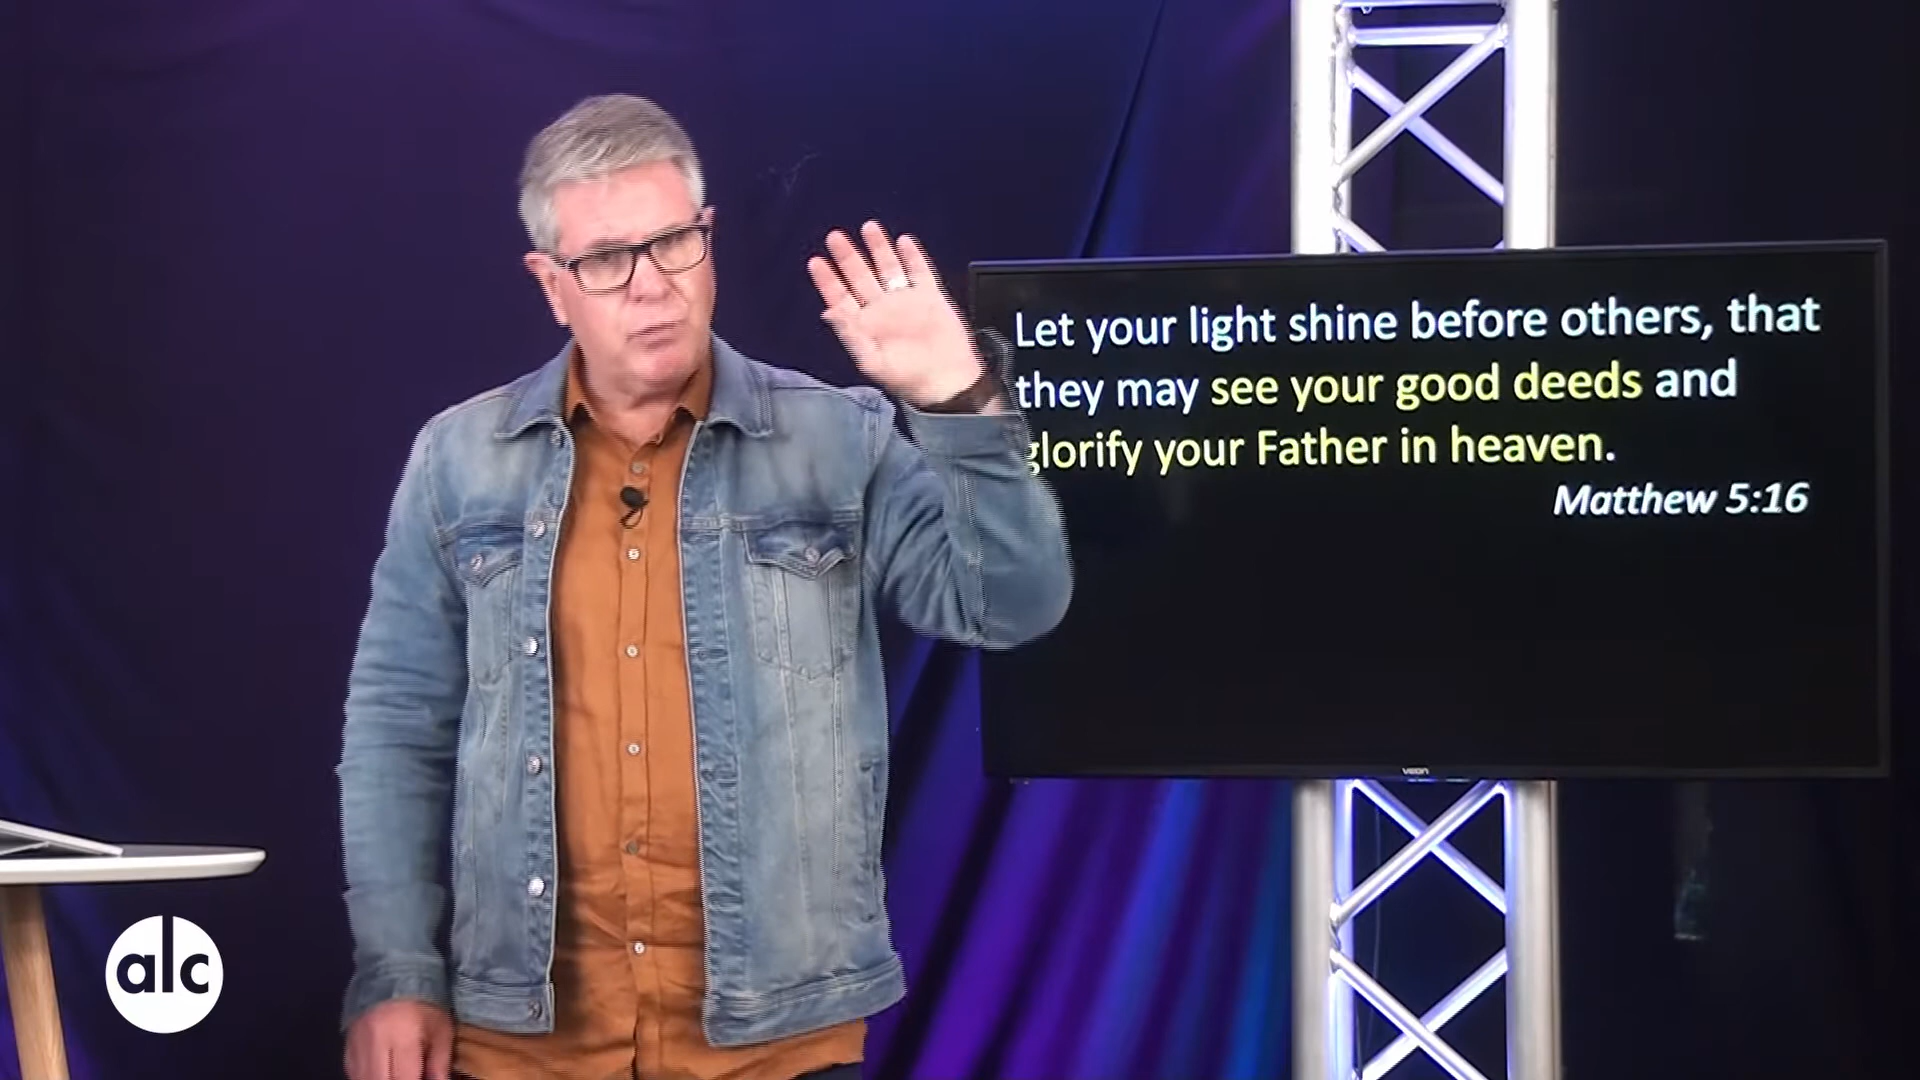 Let your light shine before others, that
they may see your good deeds and
glorify your Father in heaven.
Matthew 5:16
VEON
alc